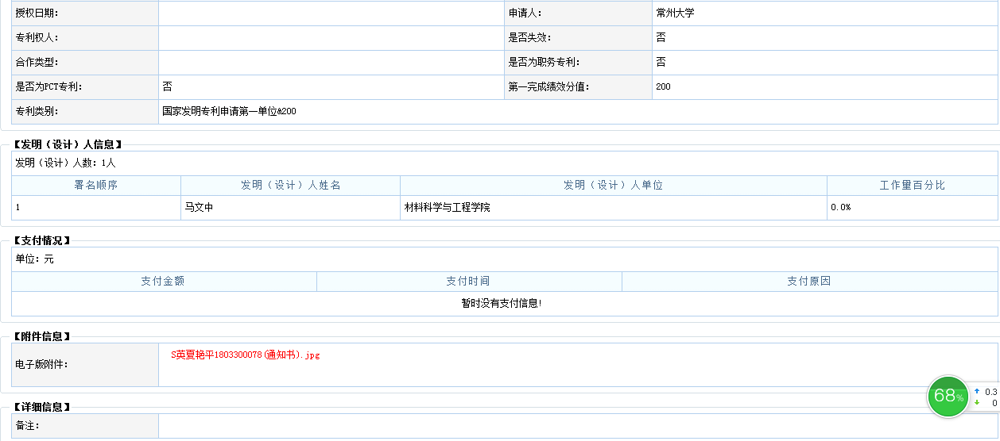 授权日期： 申请人： 常州大学
专利权人： 是否失效： 否
合作类型： 是否为职务专利： 否
是否为PCT专利： 否 第一完成绩效分值： 200
专利类别： 国家发明专利申请第一单位&200
【发明（设计）人信息】
发明（设计）人数：1人
署名顺序 发明（设计）人姓名 发明（设计）人单位 工作量百分比
1 马文中 材料科学与工程学院 0.0%
【支付情况】
单位：元
支付金额 支付时间 支付原因
暂时没有支付信息!
【附件信息】
电子版附件： S英夏艳平1803300078(通知书).jpg
68% 0.3
0
【详细信息】
备注：